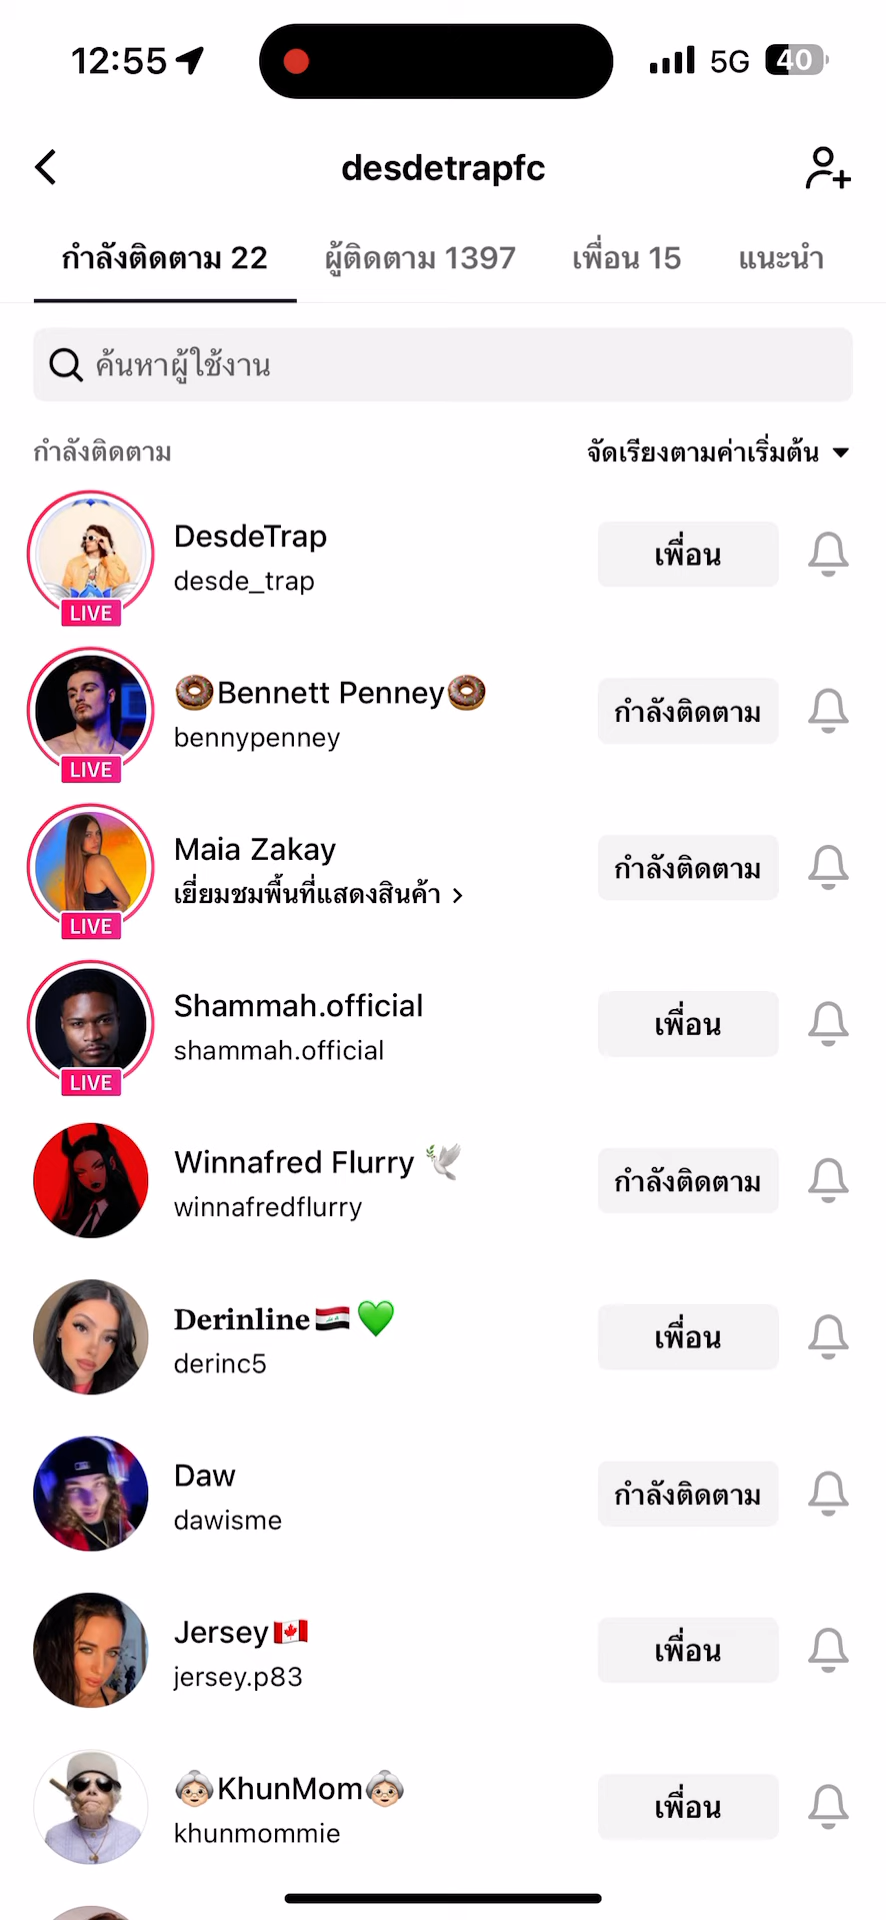 12:55
5G
40
desdetrapfc
กำลังติดตาม 22
ผู้ติดตาม 1397
เพื่อน 15
แนะนำ
ค้นหาผู้ใช้งาน
กำลังติดตาม
จัดเรียงตามค่าเริ่มต้น
DesdeTrap
เพื่อน
desde_trap
LIVE
🍩Bennett Penney🍩
กำลังติดตาม
bennypenney
LIVE
Maia Zakay
กำลังติดตาม
เยี่ยมชมพื้นที่แสดงสินค้า >
LIVE
Shammah.official
เพื่อน
shammah.official
LIVE
Winnafred Flurry 🕊️
กำลังติดตาม
winnafredflurry
Derinline🇮🇶💚
เพื่อน
derinc5
Daw
กำลังติดตาม
dawisme
Jersey🇨🇦
เพื่อน
jersey.p83
👵🏻KhunMom👵🏻
เพื่อน
khunmommie